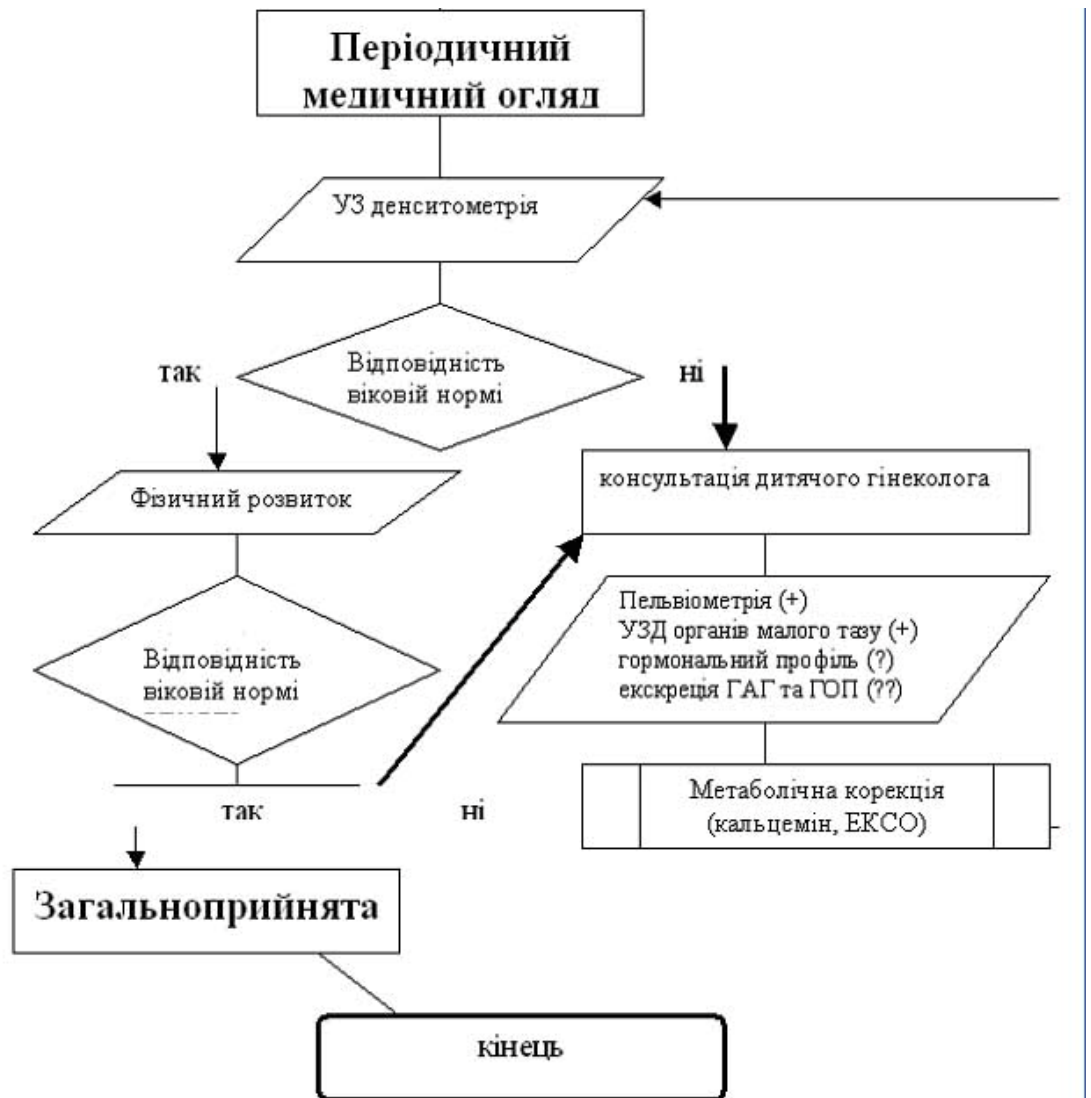 Періодичний
медичний огляд
УЗ денситометрія
Відповідність
віковій нормі
так
ні
Фізичний розвиток
консультація дитячого гінеколога
Відповідність
віковій нормі
Пельвіометрія (+)
УЗД органів малого тазу (+)
гормональний профіль (?)
екскреція ГАГ та ГОП (??)
Метаболічна корекція
(кальцемін, ЕКСО)
так
ні
Загальноприйнята
кінець